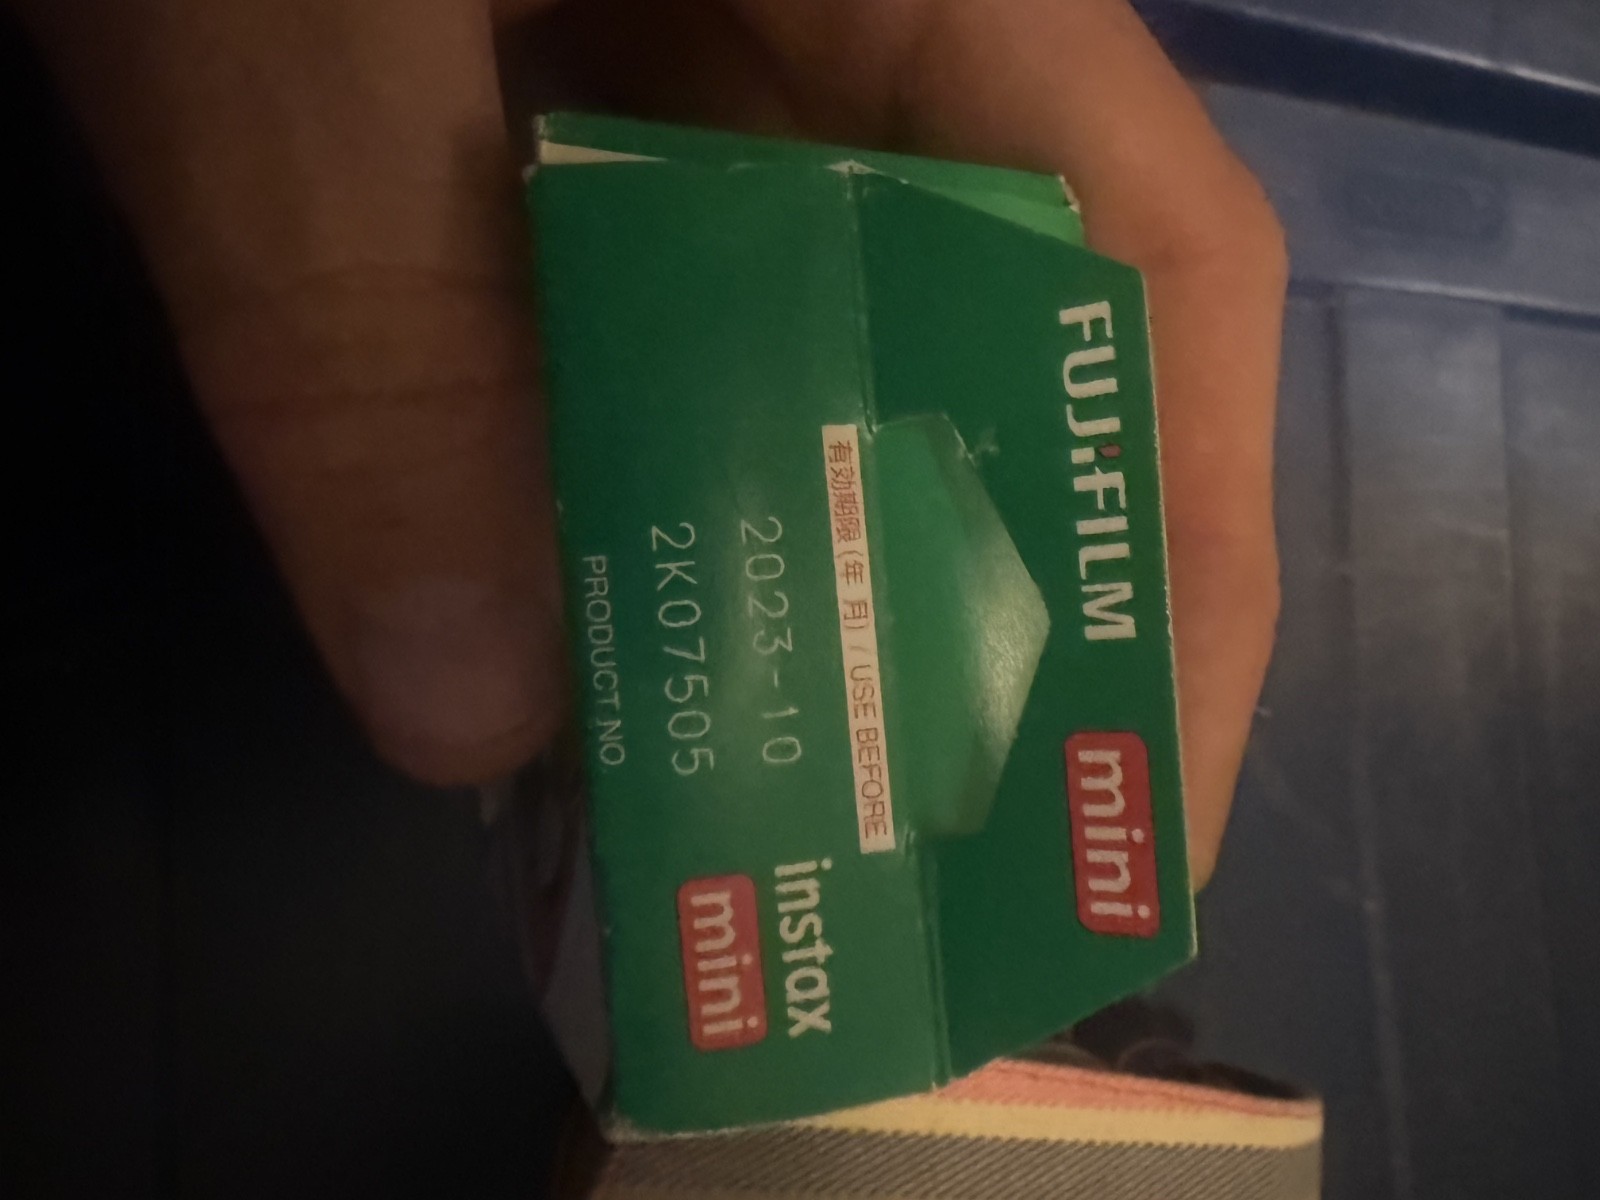 FUJIFILM mini
有効期限 (年 月) / USE BEFORE
2023-10
2K07505
PRODUCT NO.
instax
mini